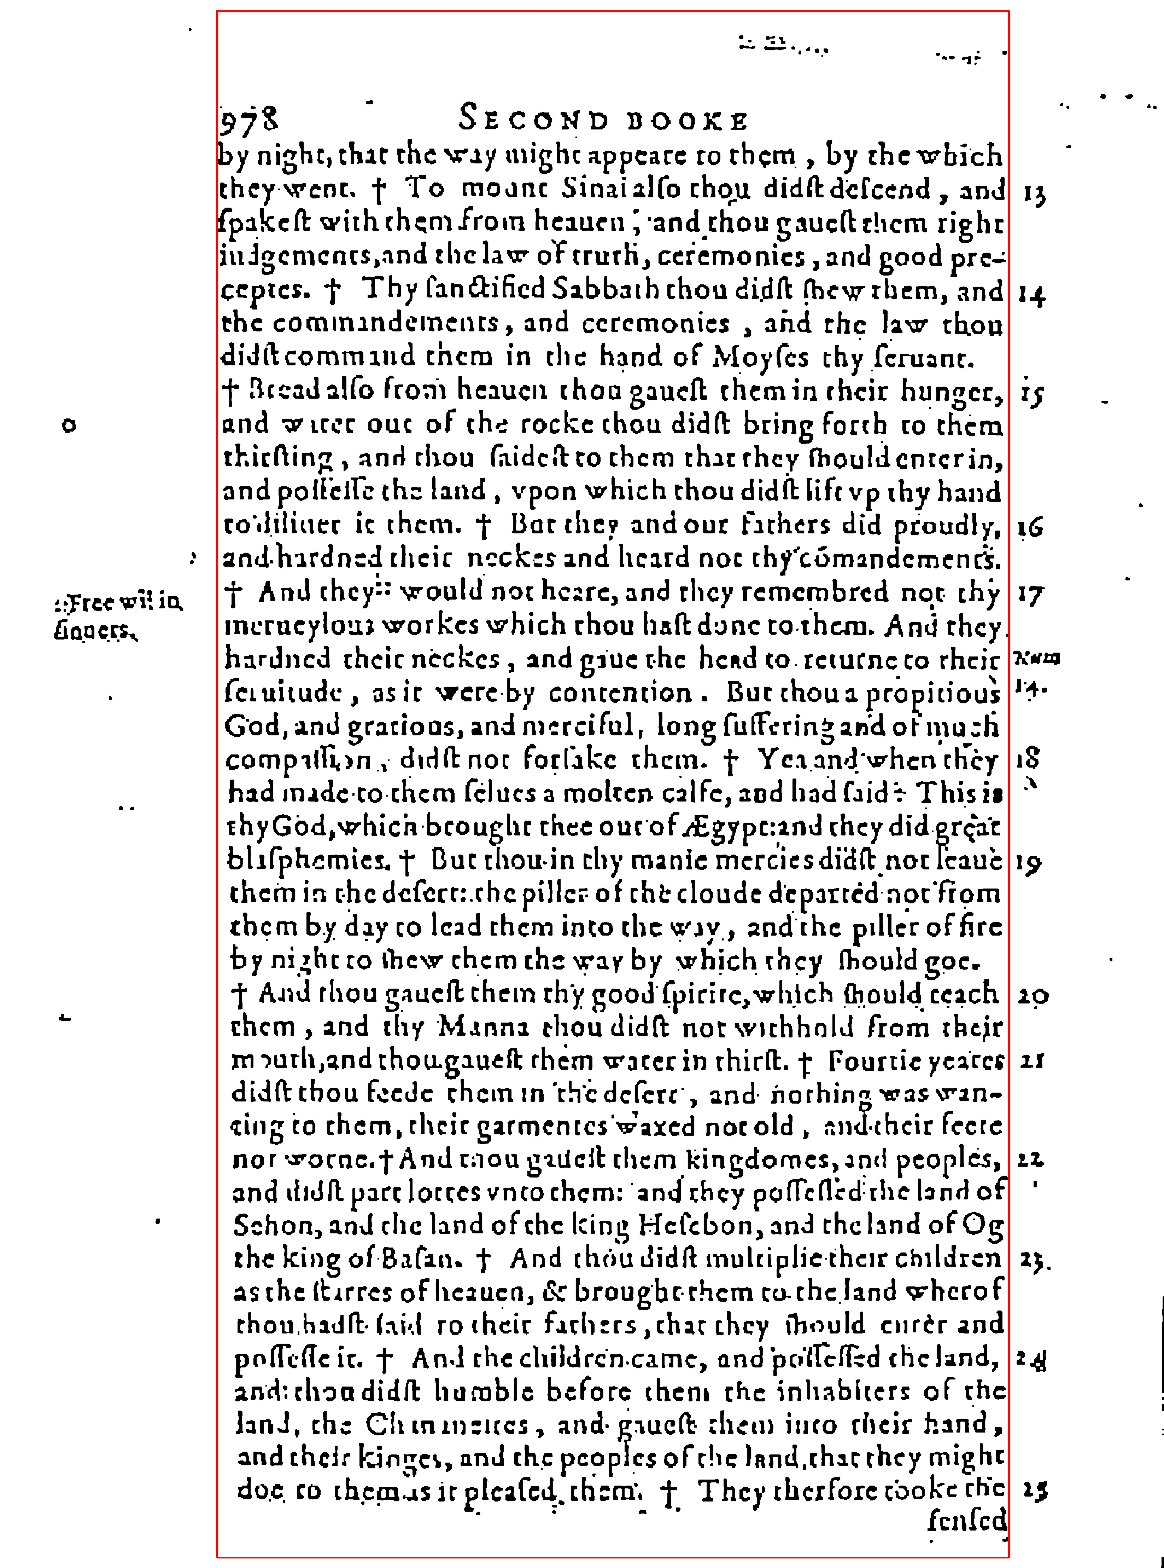 978 SECOND BOOKE
by night, that the way might appeare to them, by the which
they went. † To mount Sinai alſo thou didſt deſcend, and 13
ſpakeſt with them from heauen, and thou gaueſt them right
iudgements, and the law of truth, ceremonies, and good pre-
ceptes. † Thy ſanctified Sabbath thou didſt ſhew them, and 14
the commandements, and ceremonies, and the law thou
didſt command them in the hand of Moyſes thy ſeruant.
† Bread alſo from heauen thou gaueſt them in their hunger, 15
and water out of the rocke thou didſt bring forth to them
thirſting, and thou ſaideſt to them that they ſhould enter in,
and poſſeſſe the land, vpon which thou didſt lift vp thy hand
to diliuer it them. † But they and our fathers did proudly, 16
and hardned their neckes and heard not thy cōmandements.
† And they :: would not heare, and they remembred not thy 17
::Free wil in
ſinners.
merueylous workes which thou haſt done to them. And they
hardned their neckes, and gaue the head to returne to their Num
ſeruitude, as it were by contention. But thou a propitious 14.
God, and gratious, and merciful, long ſuffering and of much
compaſſion, didſt not forſake them. † Yea and when they 18
had made to them ſelues a molten calfe, and had ſaid: This is
thy God, which brought thee out of Ægypt: and they did great
blaſphemies. † But thou in thy manie mercies didſt not leaue 19
them in the deſert: the piller of the cloude departed not from
them by day to lead them into the way, and the piller of fire
by night to ſhew them the way by which they ſhould goe.
† And thou gaueſt them thy good ſpirite, which ſhould teach 20
them, and thy Manna thou didſt not withhold from their
mouth, and thou gaueſt them water in thirſt. † Fourtie yeares 21
didſt thou feede them in the deſert, and nothing was wan-
ting to them, their garmentes waxed not old, and their feete
not worne. † And thou gaueſt them kingdomes, and peoples, 22
and didſt part lottes vnto them: and they poſſeſſed the land of
Sehon, and the land of the king Heſebon, and the land of Og
the king of Baſan. † And thou didſt multiplie their children 23.
as the ſtarres of heauen, & brought them to the land wherof
thou hadſt ſaid to their fathers, that they ſhould enter and
poſſeſſe it. † And the children came, and poſſeſſed the land, 24
and thou didſt humble before them the inhabiters of the
land, the Chananeites, and gaueſt them into their hand,
and their kinges, and the peoples of the land, that they might
doe to them as it pleaſed them. † They therfore tooke the 25
fenſed